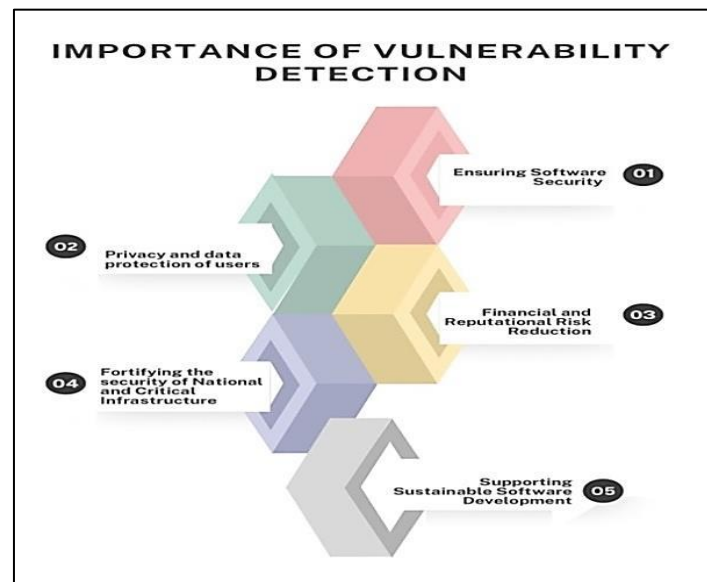 IMPORTANCE OF VULNERABILITY
DETECTION
Ensuring Software
Security
01
02
Privacy and data
protection of users
Financial and
Reputational Risk
Reduction
03
04
Fortifying the
security of National
and Critical
Infrastructure
Supporting
Sustainable Software
Development
05